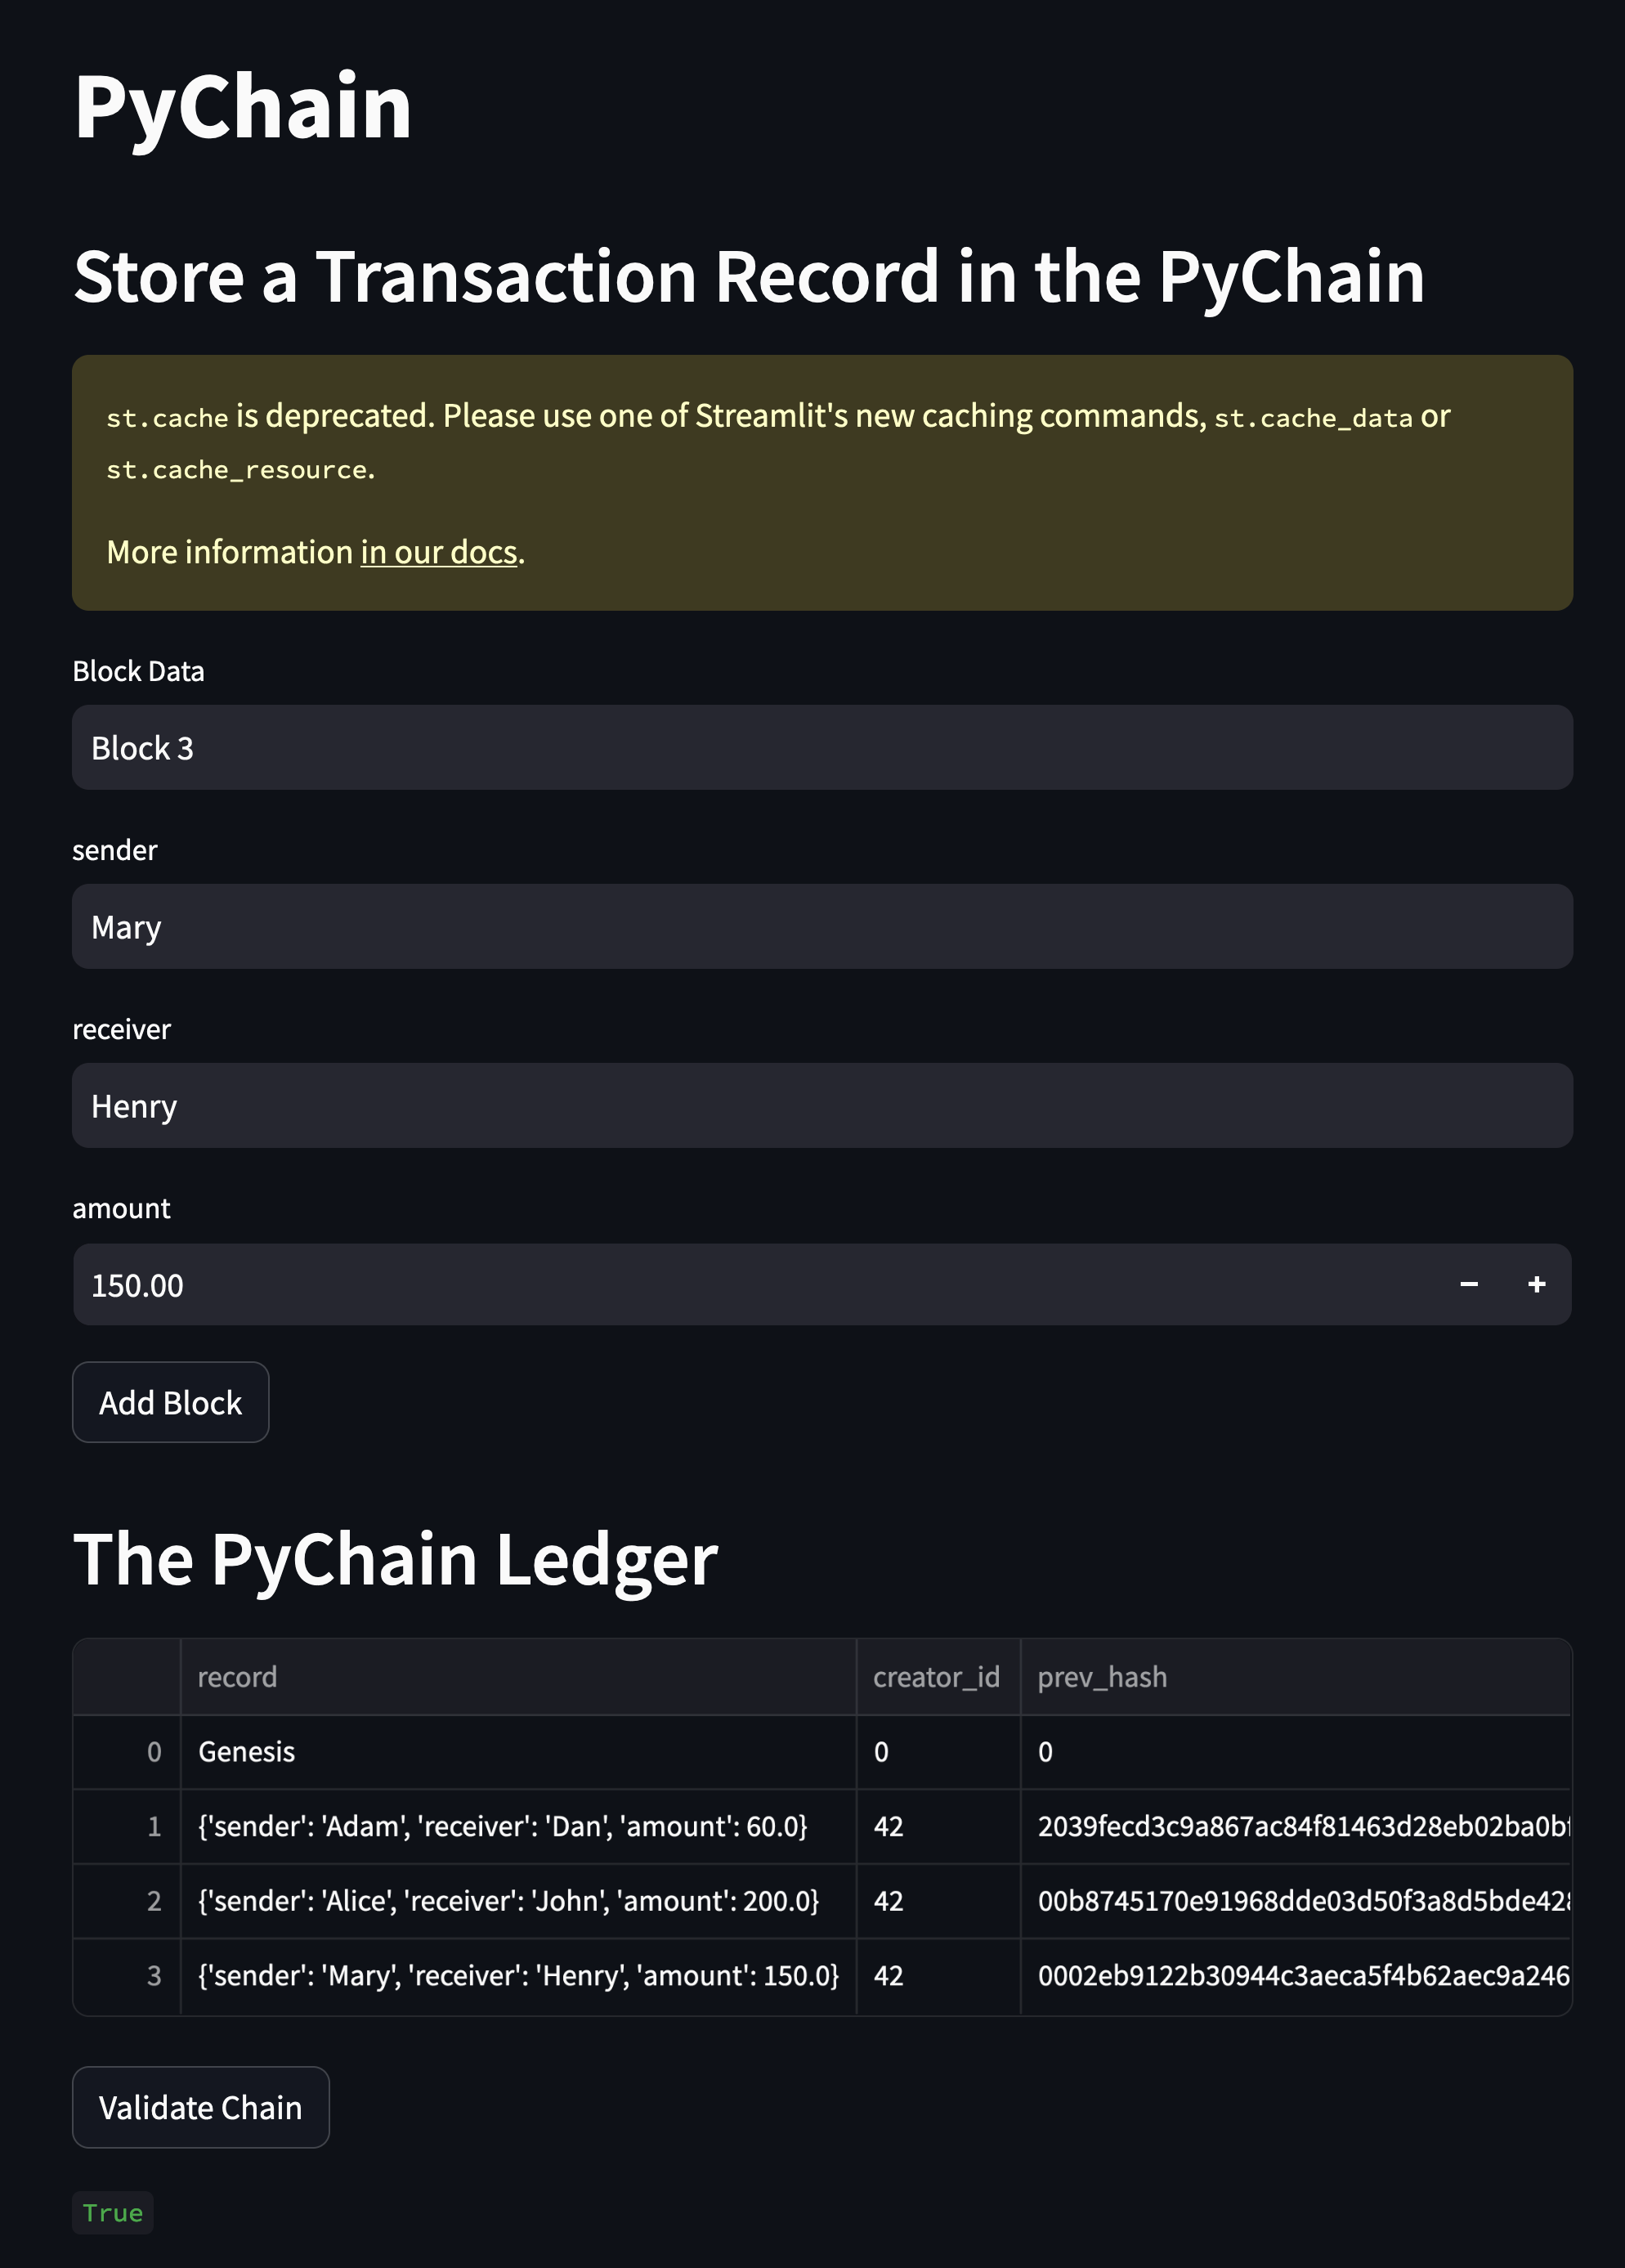 PyChain
Store a Transaction Record in the PyChain
st.cache is deprecated. Please use one of Streamlit's new caching commands, st.cache_data or
st.cache_resource.
More information in our docs.
Block Data
Block 3
sender
Mary
receiver
Henry
amount
150.00 − +
Add Block
The PyChain Ledger
record creator_id prev_hash
0 Genesis 0 0
1 {'sender': 'Adam', 'receiver': 'Dan', 'amount': 60.0} 42 2039fecd3c9a867ac84f81463d28eb02ba0bf
2 {'sender': 'Alice', 'receiver': 'John', 'amount': 200.0} 42 00b8745170e91968dde03d50f3a8d5bde428
3 {'sender': 'Mary', 'receiver': 'Henry', 'amount': 150.0} 42 0002eb9122b30944c3aeca5f4b62aec9a246
Validate Chain
True